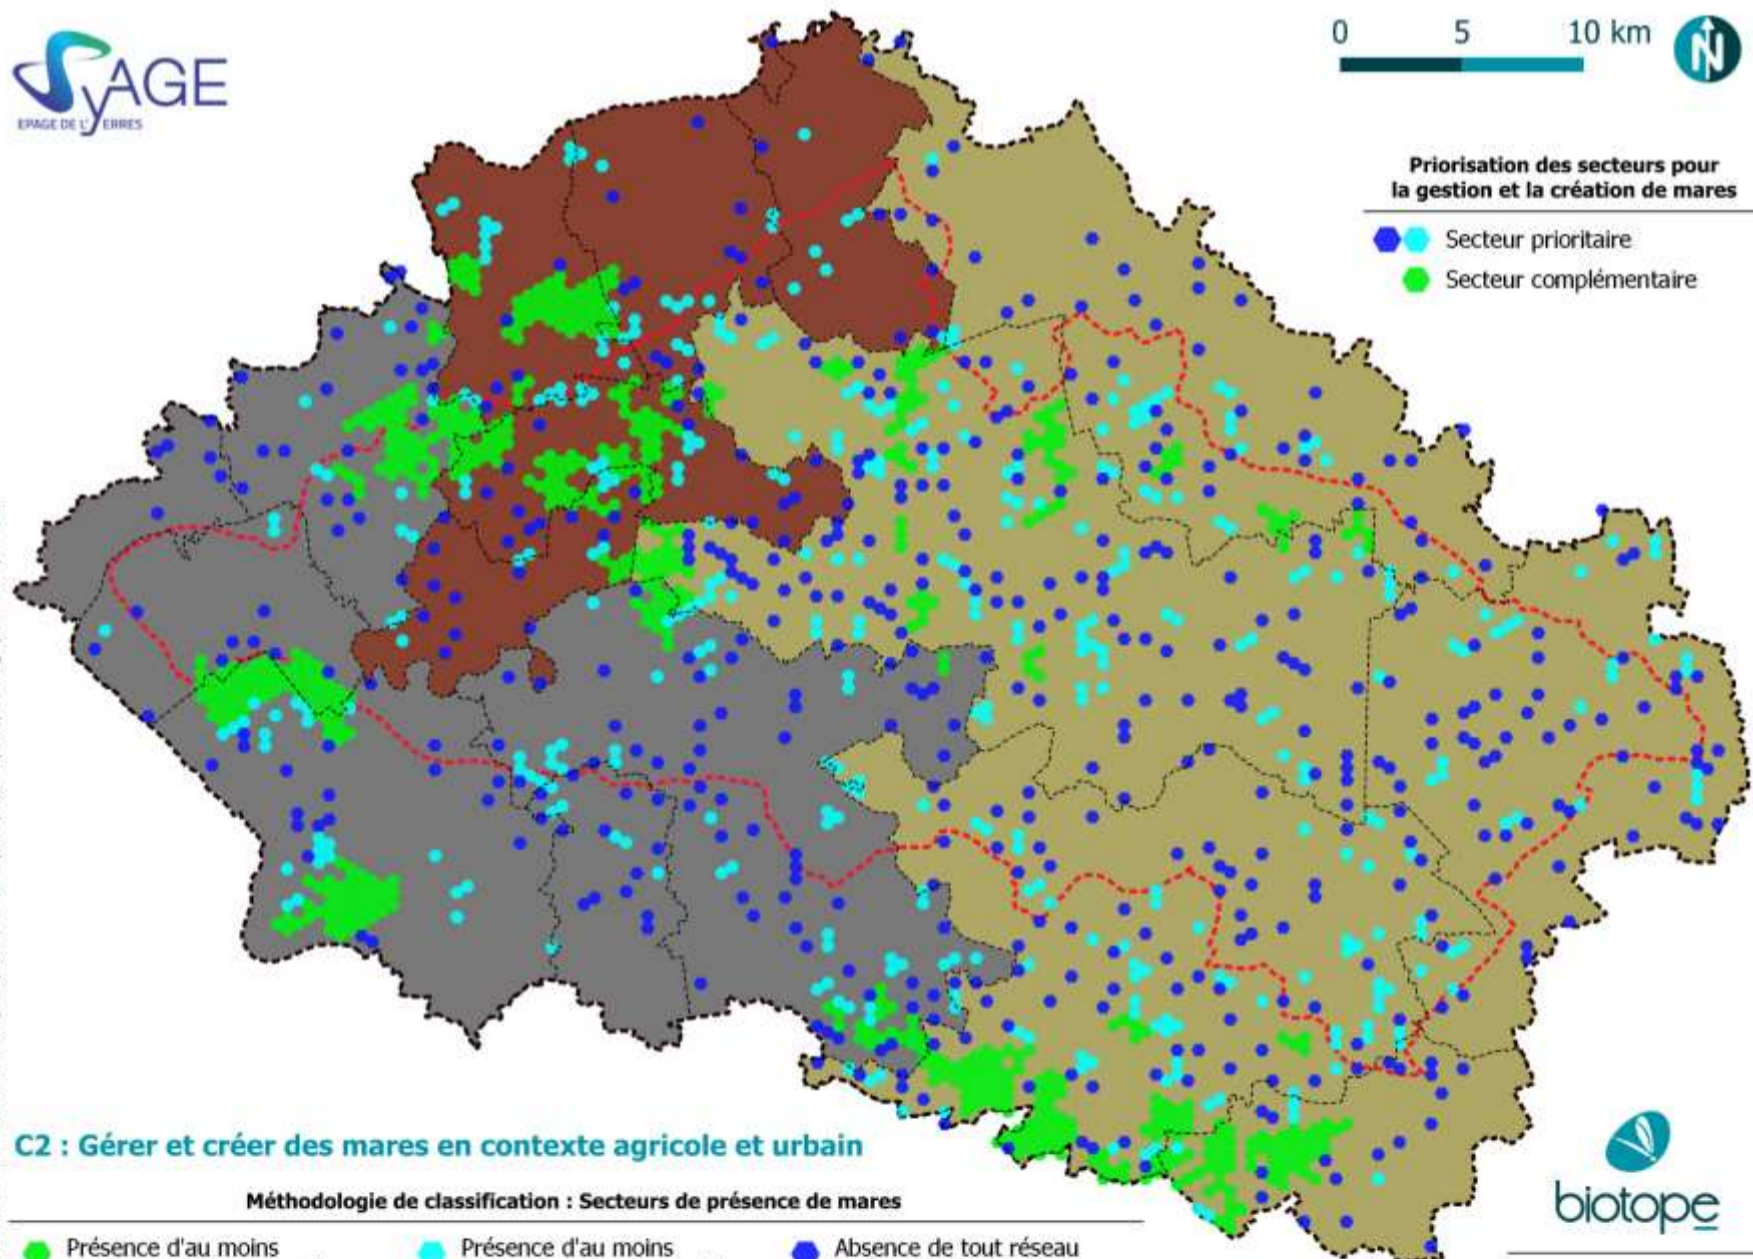 SyAGE
EPAGE DE L'YERRES
0 5 10 km
N
Priorisation des secteurs pour
la gestion et la création de mares
Secteur prioritaire
Secteur complémentaire
C2 : Gérer et créer des mares en contexte agricole et urbain
Méthodologie de classification : Secteurs de présence de mares
Présence d'au moins
Présence d'au moins
Absence de tout réseau
biotope